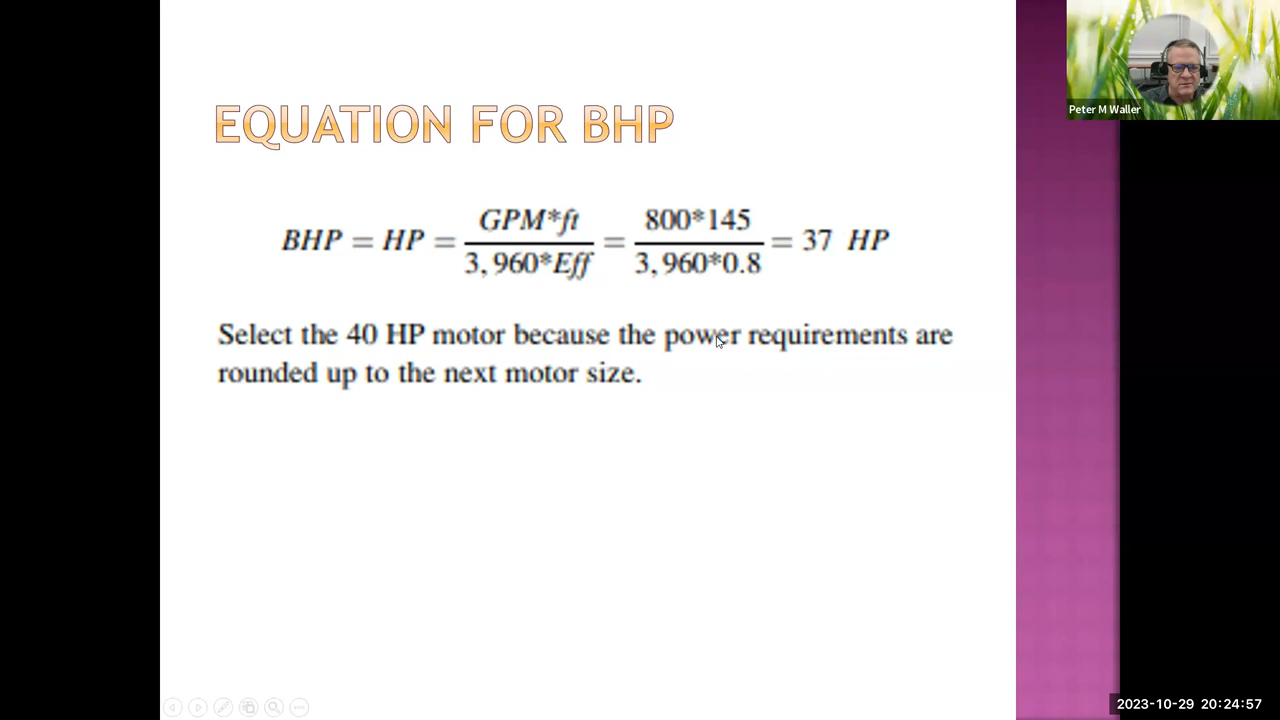 Peter M Waller
EQUATION FOR BHP
BHP = HP = GPM*ft / 3,960*Eff = 800*145 / 3,960*0.8 = 37 HP
Select the 40 HP motor because the power requirements are
rounded up to the next motor size.
2023-10-29 20:24:57